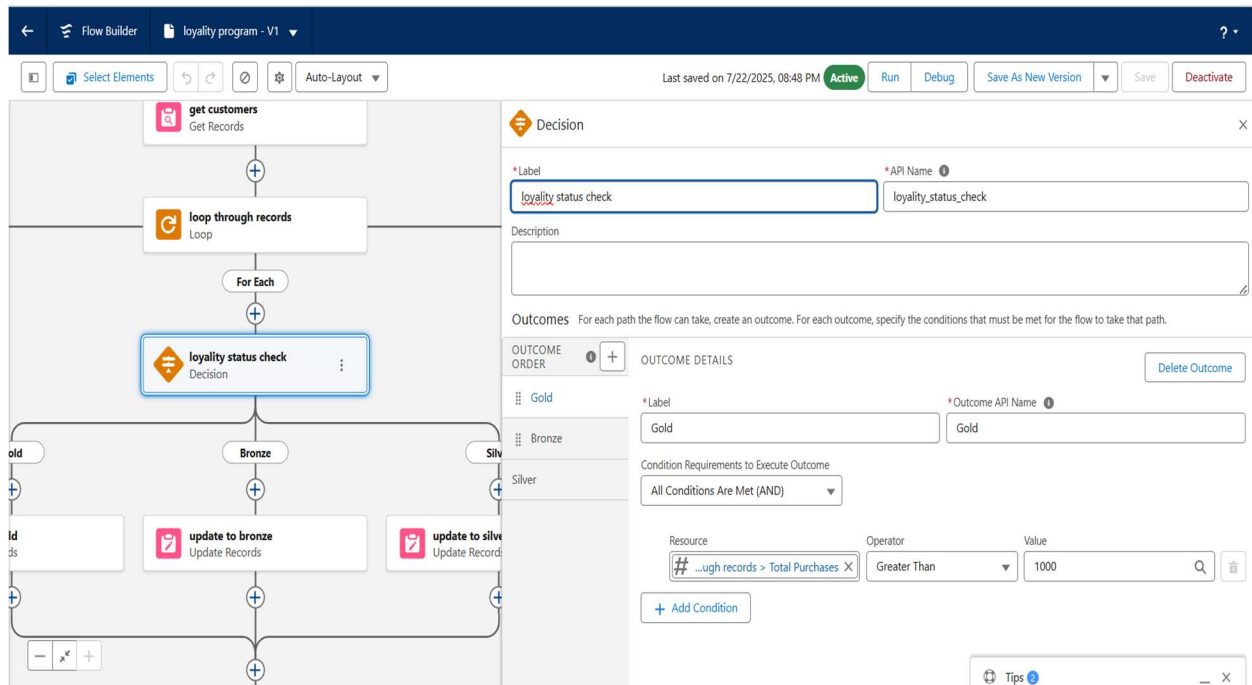 Flow Builder
loyality program - V1
?
Select Elements
Auto-Layout
Last saved on 7/22/2025, 08:48 PM
Active
Run
Debug
Save As New Version
Save
Deactivate
get customers
Get Records
loop through records
Loop
For Each
loyality status check
Decision
old
Bronze
Silv
ld
ds
update to bronze
Update Records
update to silve
Update Record
Decision
X
*Label
*API Name
loyality status check
loyality_status_check
Description
Outcomes For each path the flow can take, create an outcome. For each outcome, specify the conditions that must be met for the flow to take that path.
OUTCOME
ORDER
Gold
Bronze
Silver
OUTCOME DETAILS
Delete Outcome
*Label
*Outcome API Name
Gold
Gold
Condition Requirements to Execute Outcome
All Conditions Are Met (AND)
Resource
Operator
Value
# ...ugh records > Total Purchases X
Greater Than
1000
+ Add Condition
Tips 2